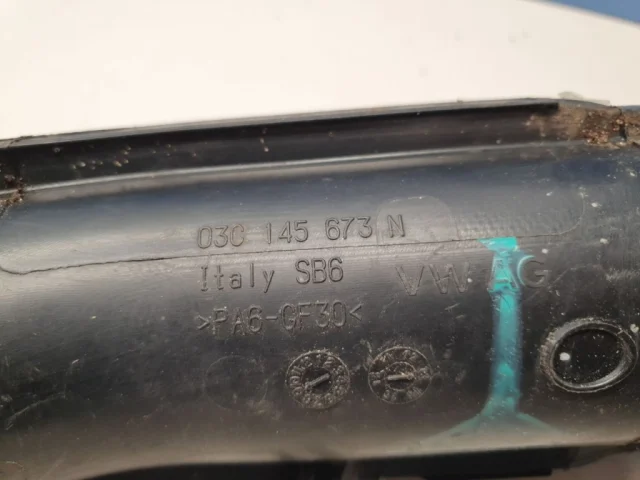 03C 145 673 N
Italy SB6
VW AG
>PA6-GF30<